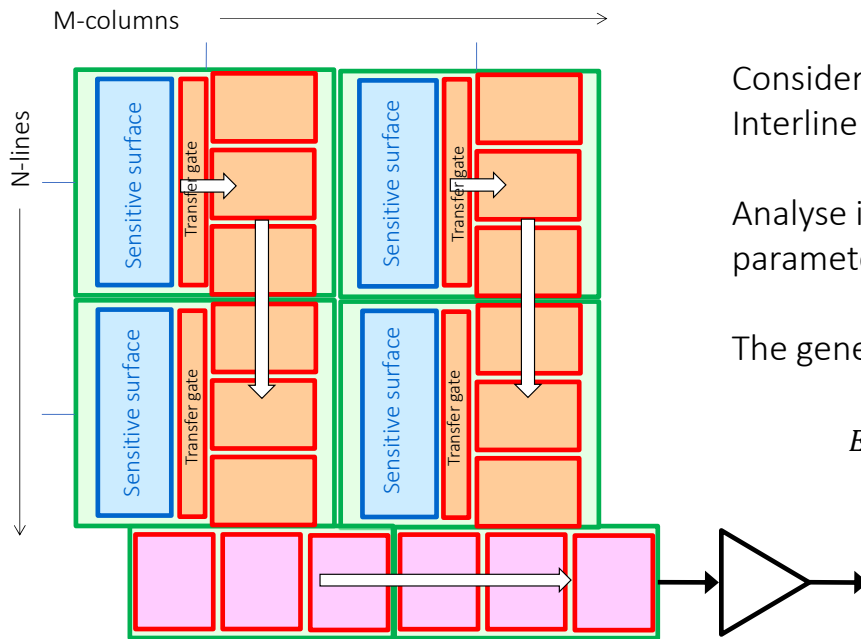 M-columns
N-lines
Sensitive surface
Transfer gate
Sensitive surface
Transfer gate
Sensitive surface
Transfer gate
Sensitive surface
Transfer gate
Consider
Interline
Analyse i
paramete
The gene
E